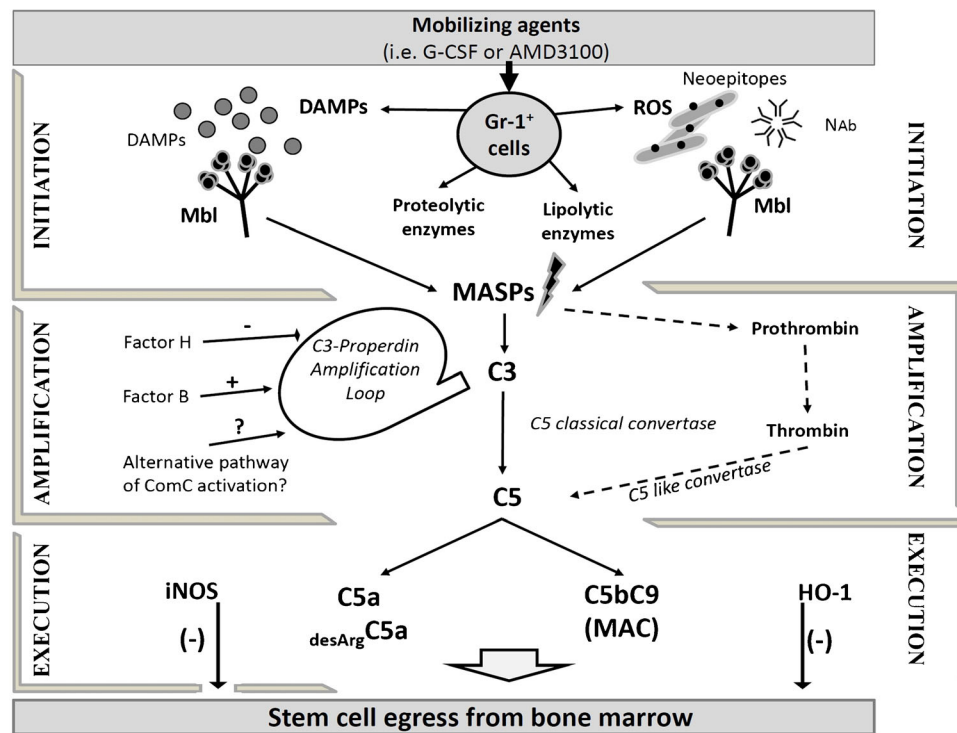 Mobilizing agents
(i.e. G-CSF or AMD3100)
INITIATION
DAMPs
DAMPs
Mbl
Gr-1⁺
cells
Neoepitopes
ROS
NAb
Mbl
INITIATION
Proteolytic
enzymes
Lipolytic
enzymes
MASPs
AMPLIFICATION
Factor H
-
Factor B
+
?
Alternative pathway
of ComC activation?
C3-Properdin
Amplification
Loop
C3
C5 classical convertase
Prothrombin
Thrombin
C5 like convertase
C5
AMPLIFICATION
EXECUTION
iNOS
(-)
C5a
desArgC5a
C5bC9
(MAC)
HO-1
(-)
EXECUTION
Stem cell egress from bone marrow